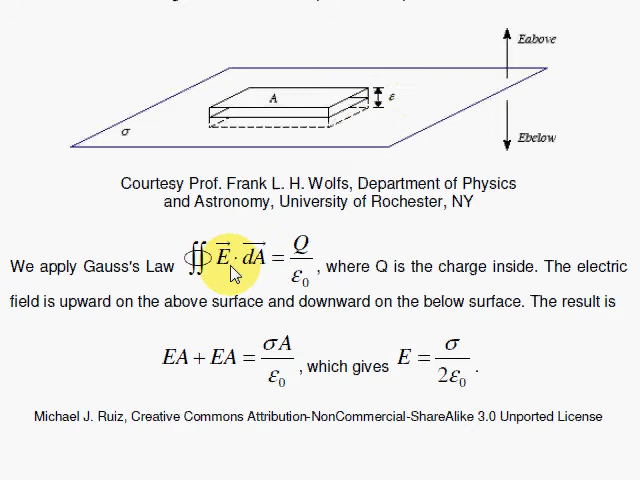 Eabove
A
ε
σ
Ebelow
Courtesy Prof. Frank L. H. Wolfs, Department of Physics
and Astronomy, University of Rochester, NY
We apply Gauss's Law ∯ E⃗ · dA⃗ = Q/ε₀ , where Q is the charge inside. The electric
field is upward on the above surface and downward on the below surface. The result is
EA + EA = σA/ε₀ , which gives E = σ/2ε₀ .
Michael J. Ruiz, Creative Commons Attribution-NonCommercial-ShareAlike 3.0 Unported License